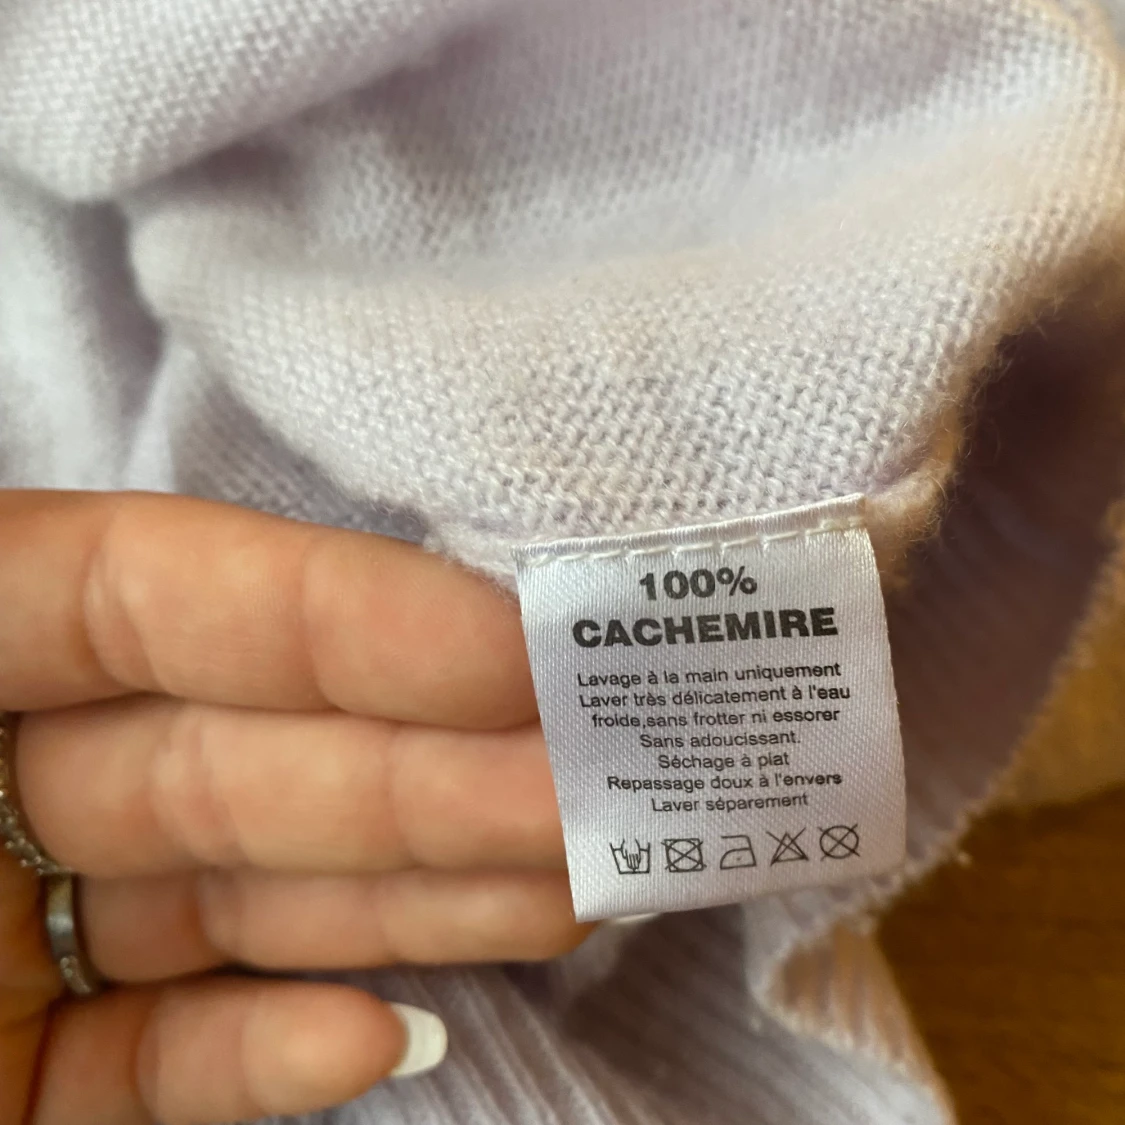 100%
CACHEMIRE
Lavage à la main uniquement
Laver très délicatement à l'eau
froide,sans frotter ni essorer
Sans adoucissant.
Séchage à plat
Repassage doux à l'envers
Laver séparement